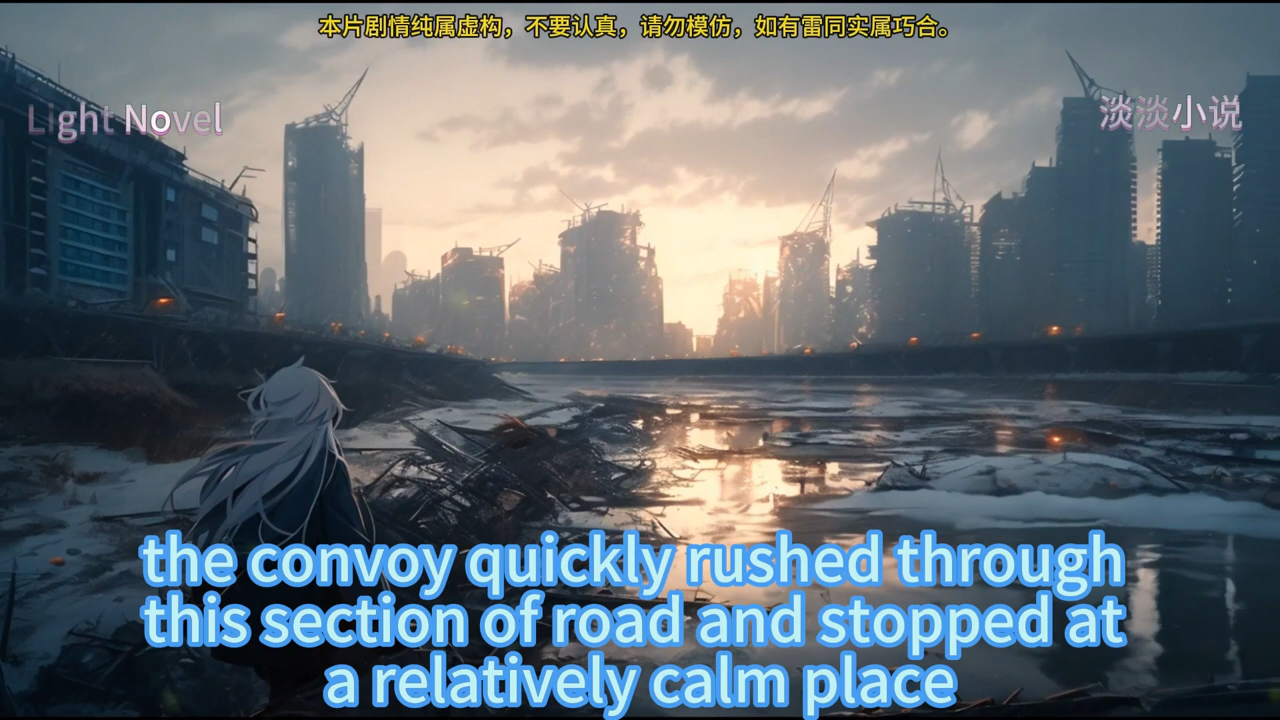 本片剧情纯属虚构，不要认真，请勿模仿，如有雷同实属巧合。
Light Novel
淡淡小说
the convoy quickly rushed through
this section of road and stopped at
a relatively calm place